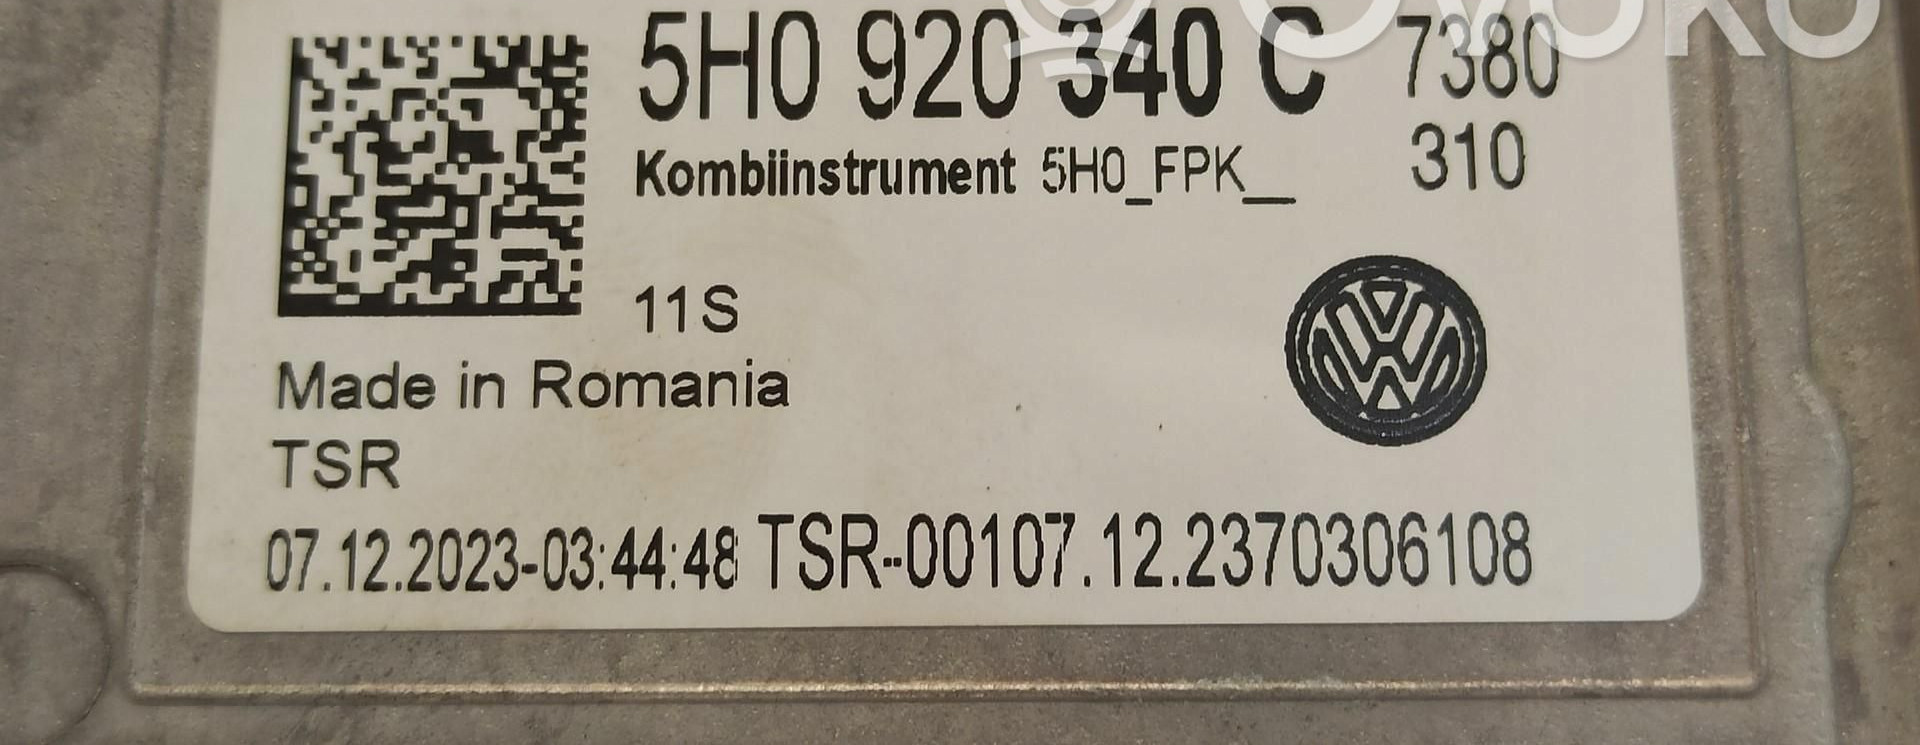 5H0 920 340 C 7380
Kombiinstrument 5H0_FPK__ 310
11S
Made in Romania
TSR
07.12.2023-03:44:48 TSR-00107.12.2370306108
OVOKO